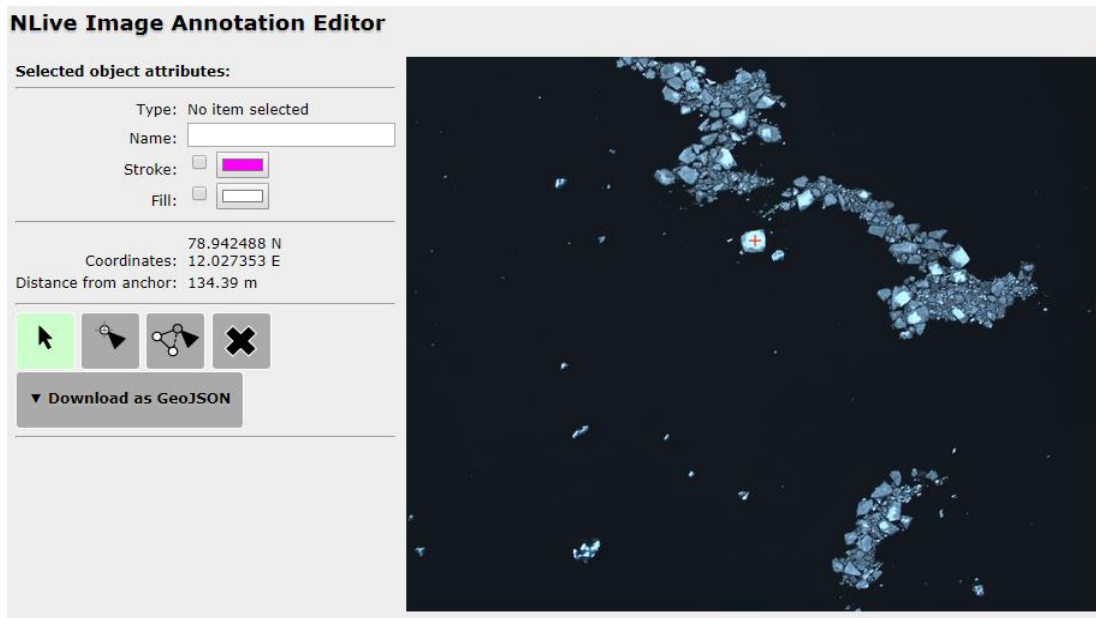 NLive Image Annotation Editor
Selected object attributes:
Type: No item selected
Name:
Stroke:
Fill:
78.942488 N
Coordinates: 12.027353 E
Distance from anchor: 134.39 m
▼ Download as GeoJSON